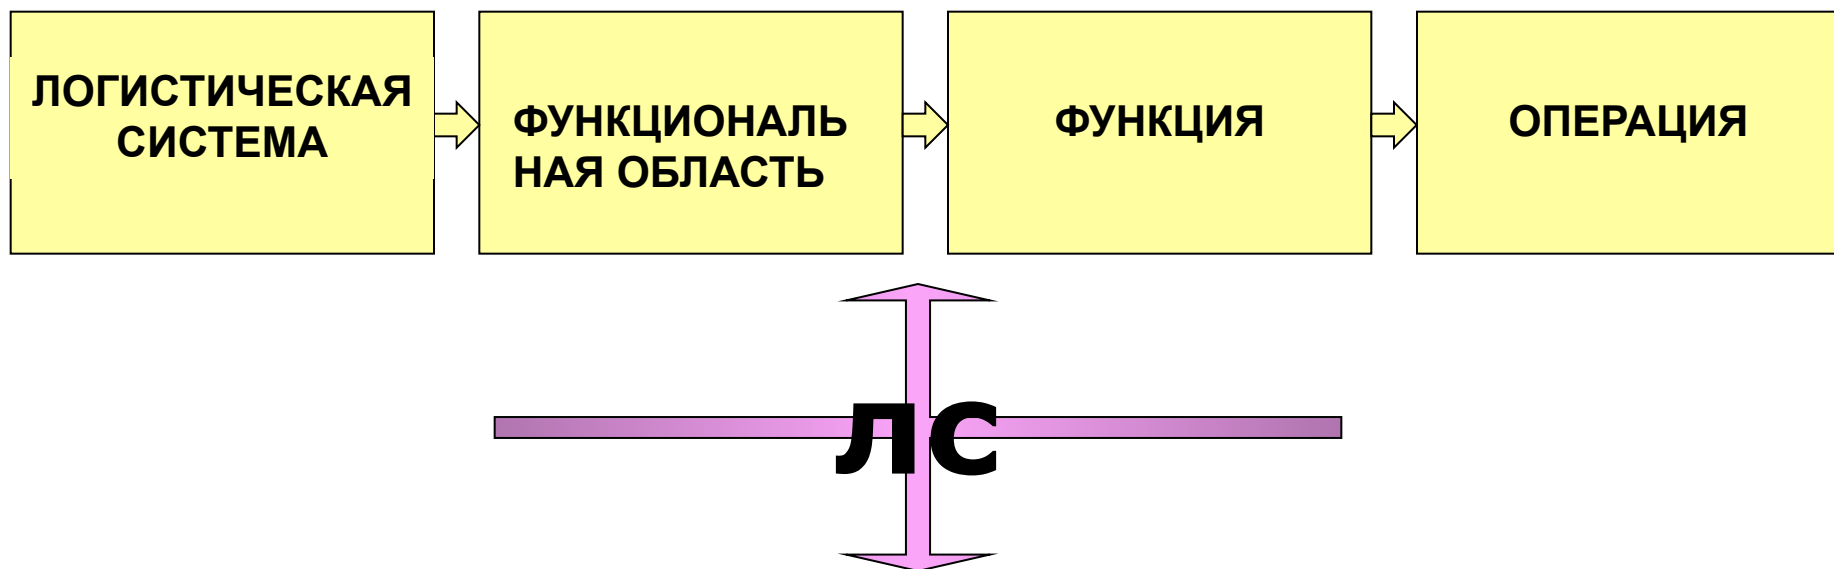 ЛОГИСТИЧЕСКАЯ
СИСТЕМА
ФУНКЦИОНАЛЬ
НАЯ ОБЛАСТЬ
ФУНКЦИЯ
ОПЕРАЦИЯ
ЛС